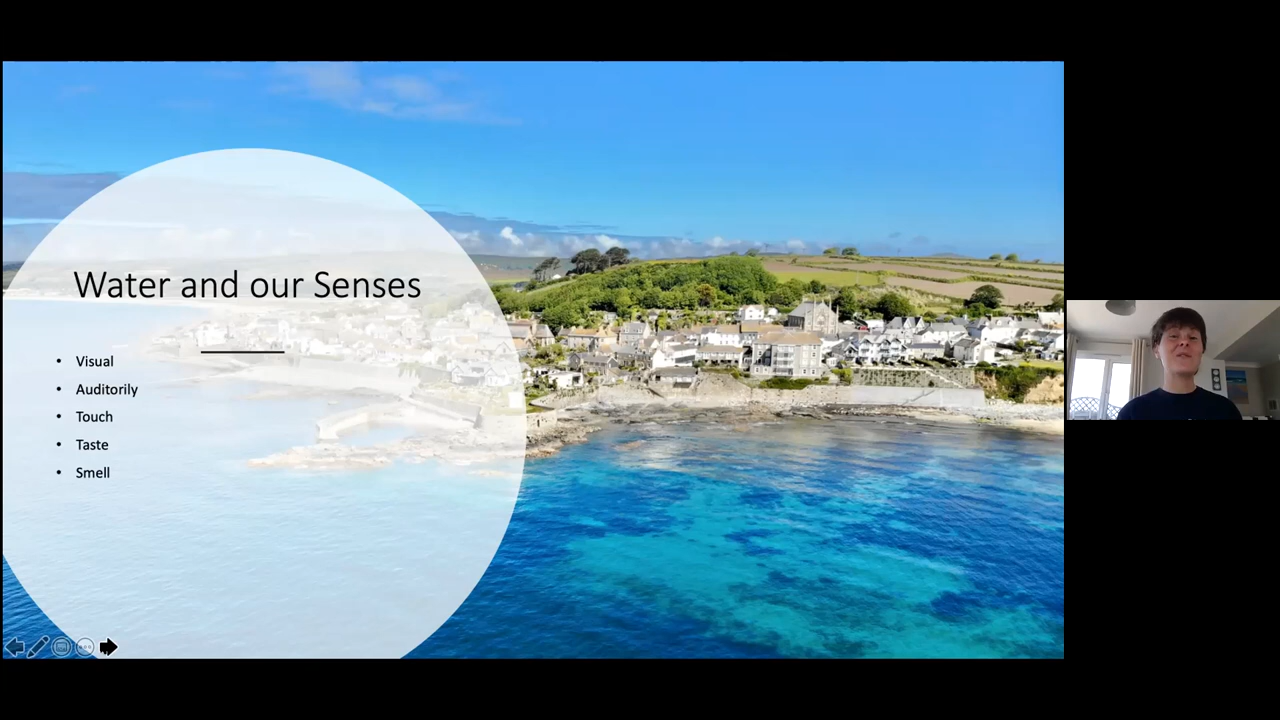 Water and our Senses
• Visual
• Auditorily
• Touch
• Taste
• Smell